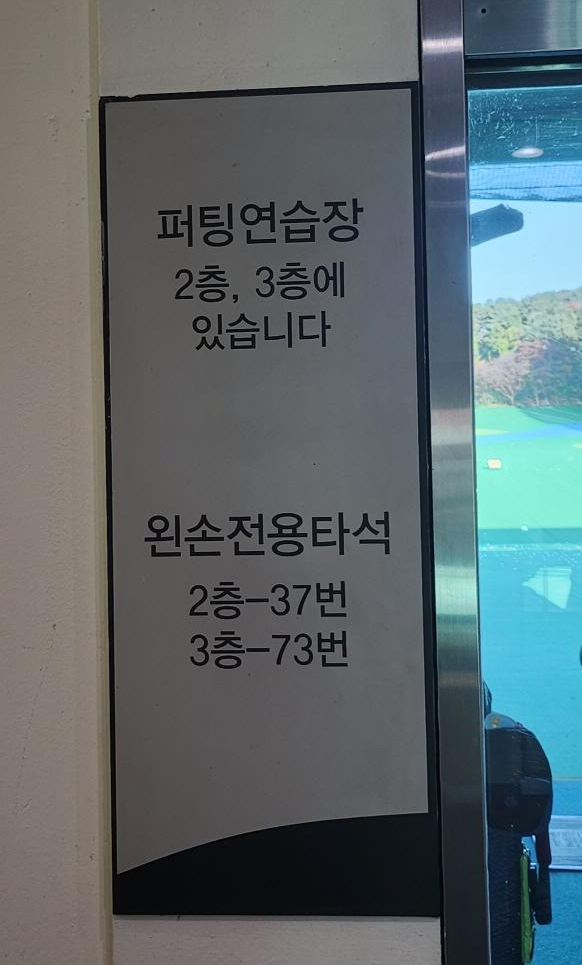 퍼팅연습장
2층, 3층에
있습니다
왼손전용타석
2층-37번
3층-73번